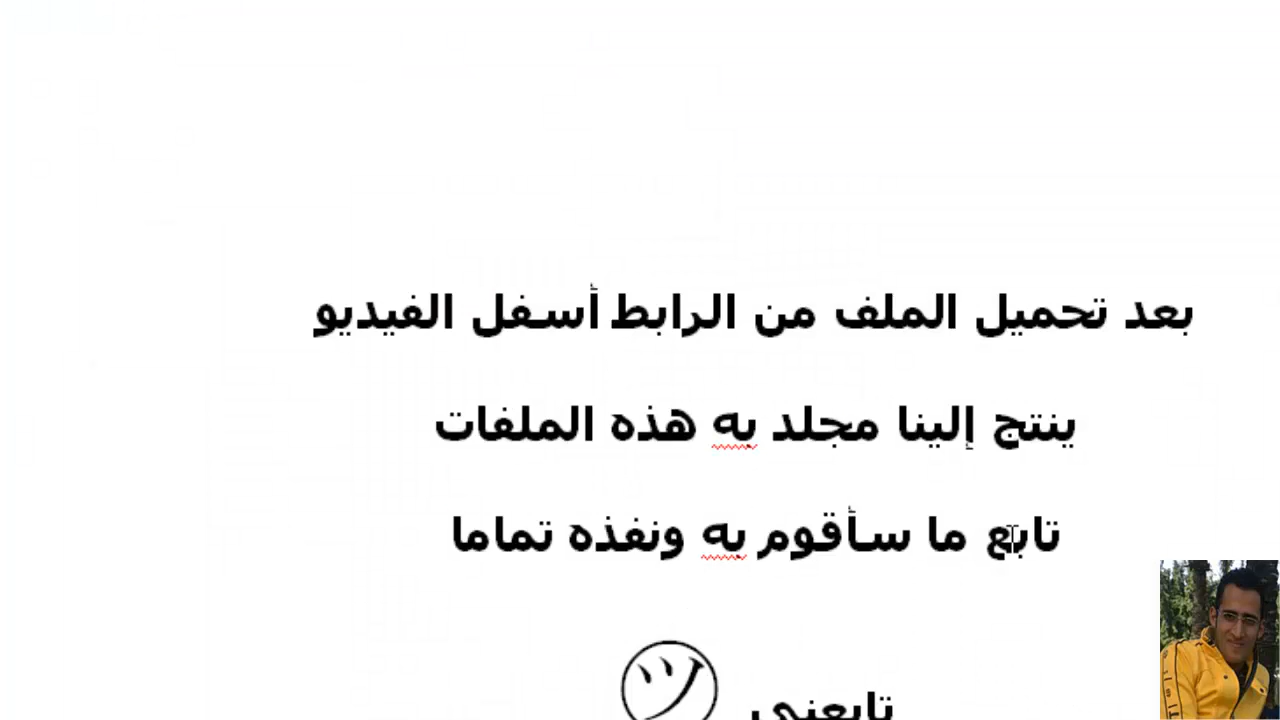 بعد تحميل الملف من الرابط أسفل الفيديو
ينتج إلينا مجلد به هذه الملفات
تابع ما سأقوم به ونفذه تماما
تابعني